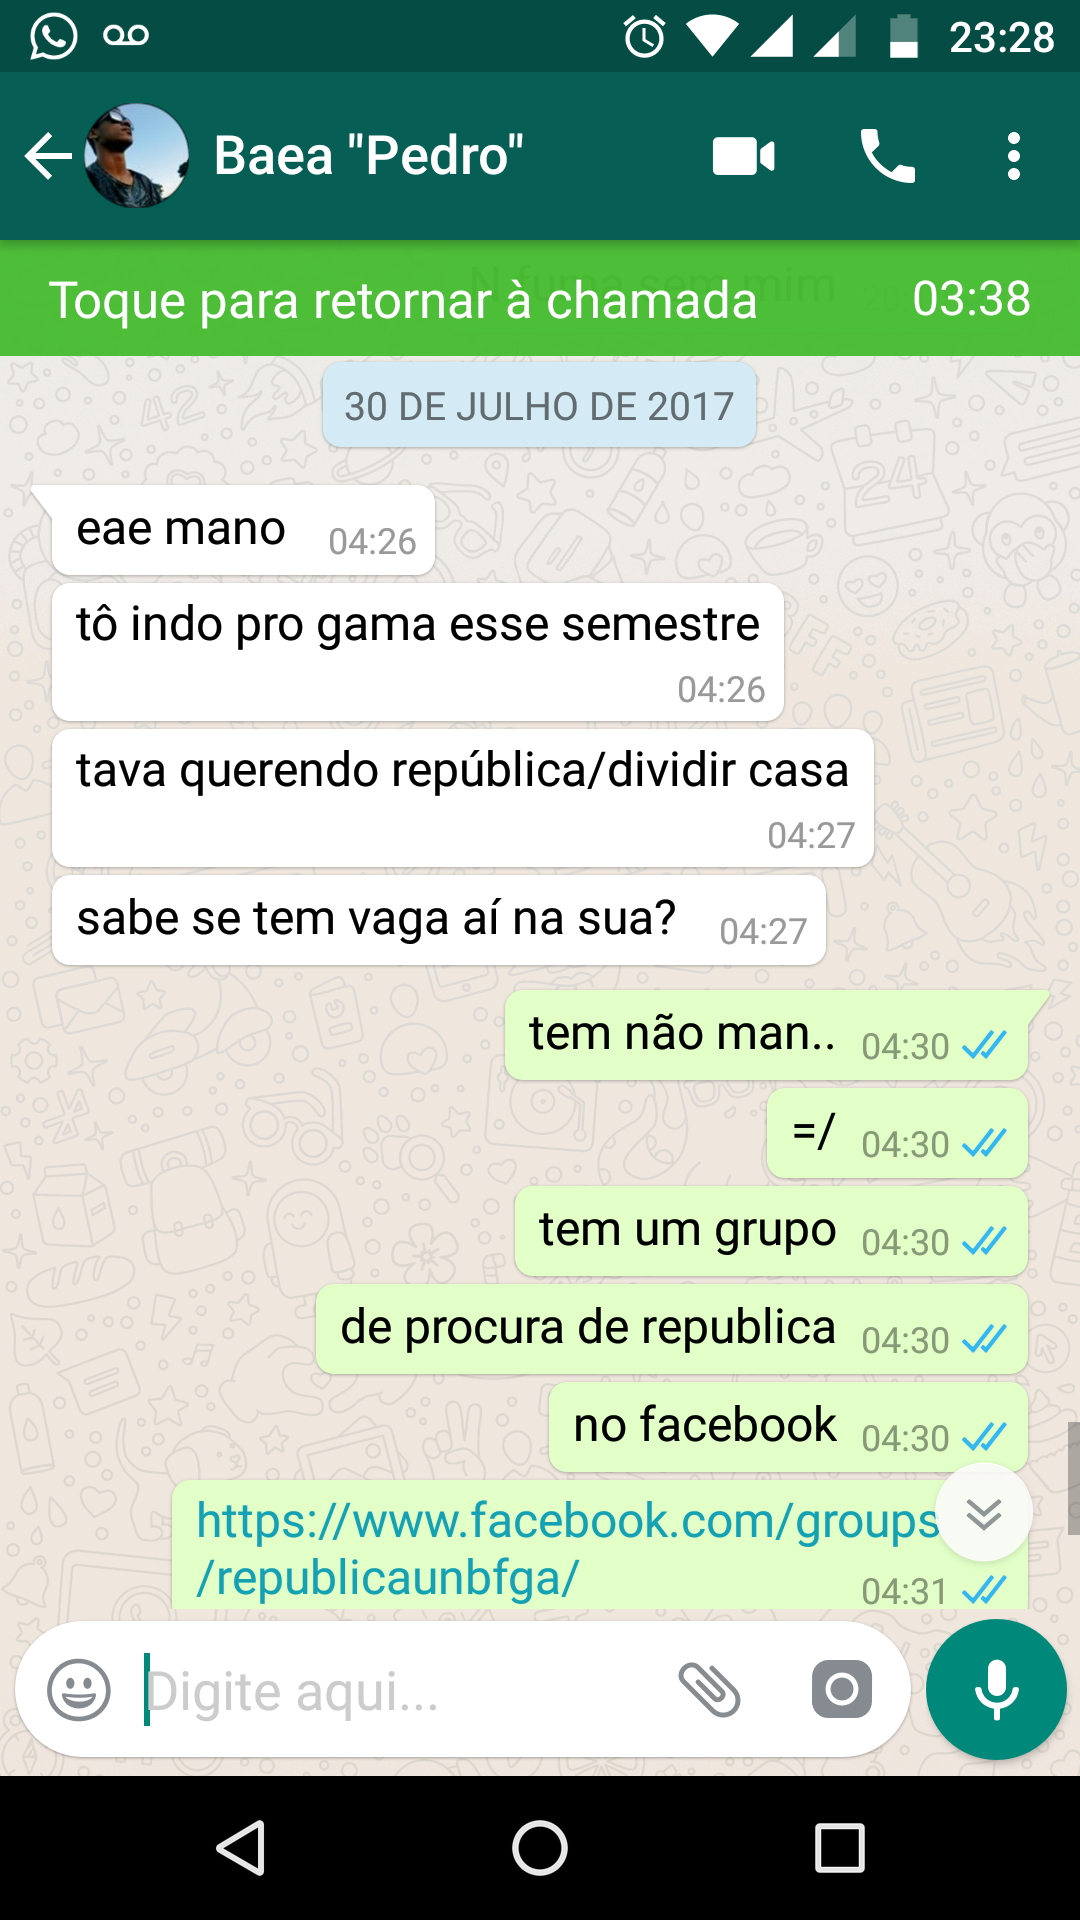 23:28
Baea "Pedro"
N fuma sem mim
Toque para retornar à chamada 03:38
30 DE JULHO DE 2017
eae mano 04:26
tô indo pro gama esse semestre
04:26
tava querendo república/dividir casa
04:27
sabe se tem vaga aí na sua? 04:27
tem não man.. 04:30
=/ 04:30
tem um grupo 04:30
de procura de republica 04:30
no facebook 04:30
https://www.facebook.com/groups
/republicaunbfga/ 04:31
Digite aqui...